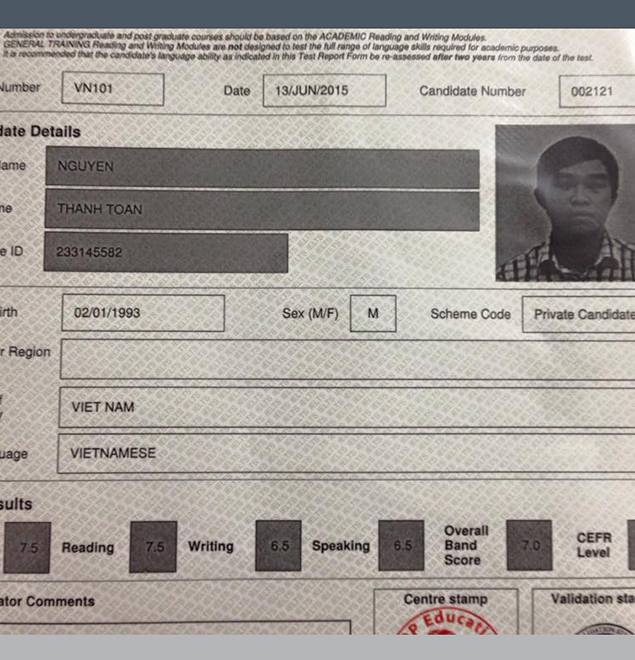 Admission to undergraduate and post graduate courses should be based on the ACADEMIC Reading and Writing Modules.
GENERAL TRAINING Reading and Writing Modules are not designed to test the full range of language skills required for academic purposes.
It is recommended that the candidate's language ability as indicated in this Test Report Form be re-assessed after two years from the date of the test.
Number VN101 Date 13/JUN/2015 Candidate Number 002121
date Details
ame NGUYEN
me THANH TOAN
e ID 233145582
irth 02/01/1993 Sex (M/F) M Scheme Code Private Candidate
r Region
f
y VIET NAM
uage VIETNAMESE
sults
7.5 Reading 7.5 Writing 6.5 Speaking 6.5 Overall Band Score 7.0 CEFR Level
ator Comments Centre stamp Validation sta
P Educati